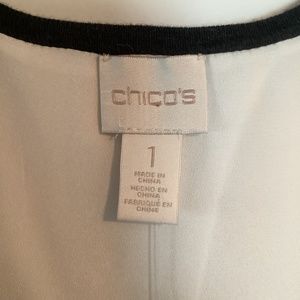 chico's
1
MADE IN
CHINA
HECHO EN
CHINA
FABRIQUÉ EN
CHINE